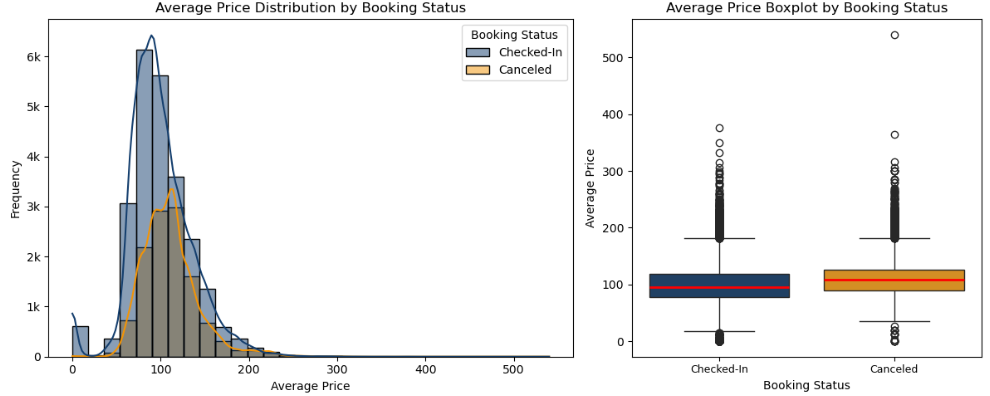 Average Price Distribution by Booking Status
Frequency
6k
5k
4k
3k
2k
1k
0
0
100
200
300
400
500
Average Price
Booking Status
Checked-In
Canceled
Average Price Boxplot by Booking Status
Average Price
500
400
300
200
100
0
Checked-In
Canceled
Booking Status